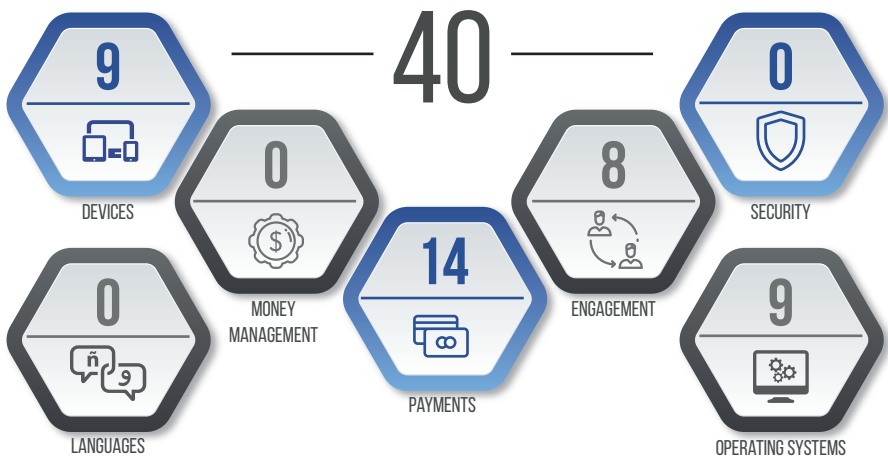 40
9
DEVICES
0
MONEY
MANAGEMENT
14
PAYMENTS
8
ENGAGEMENT
0
SECURITY
0
ñ
و
LANGUAGES
9
OPERATING SYSTEMS
$